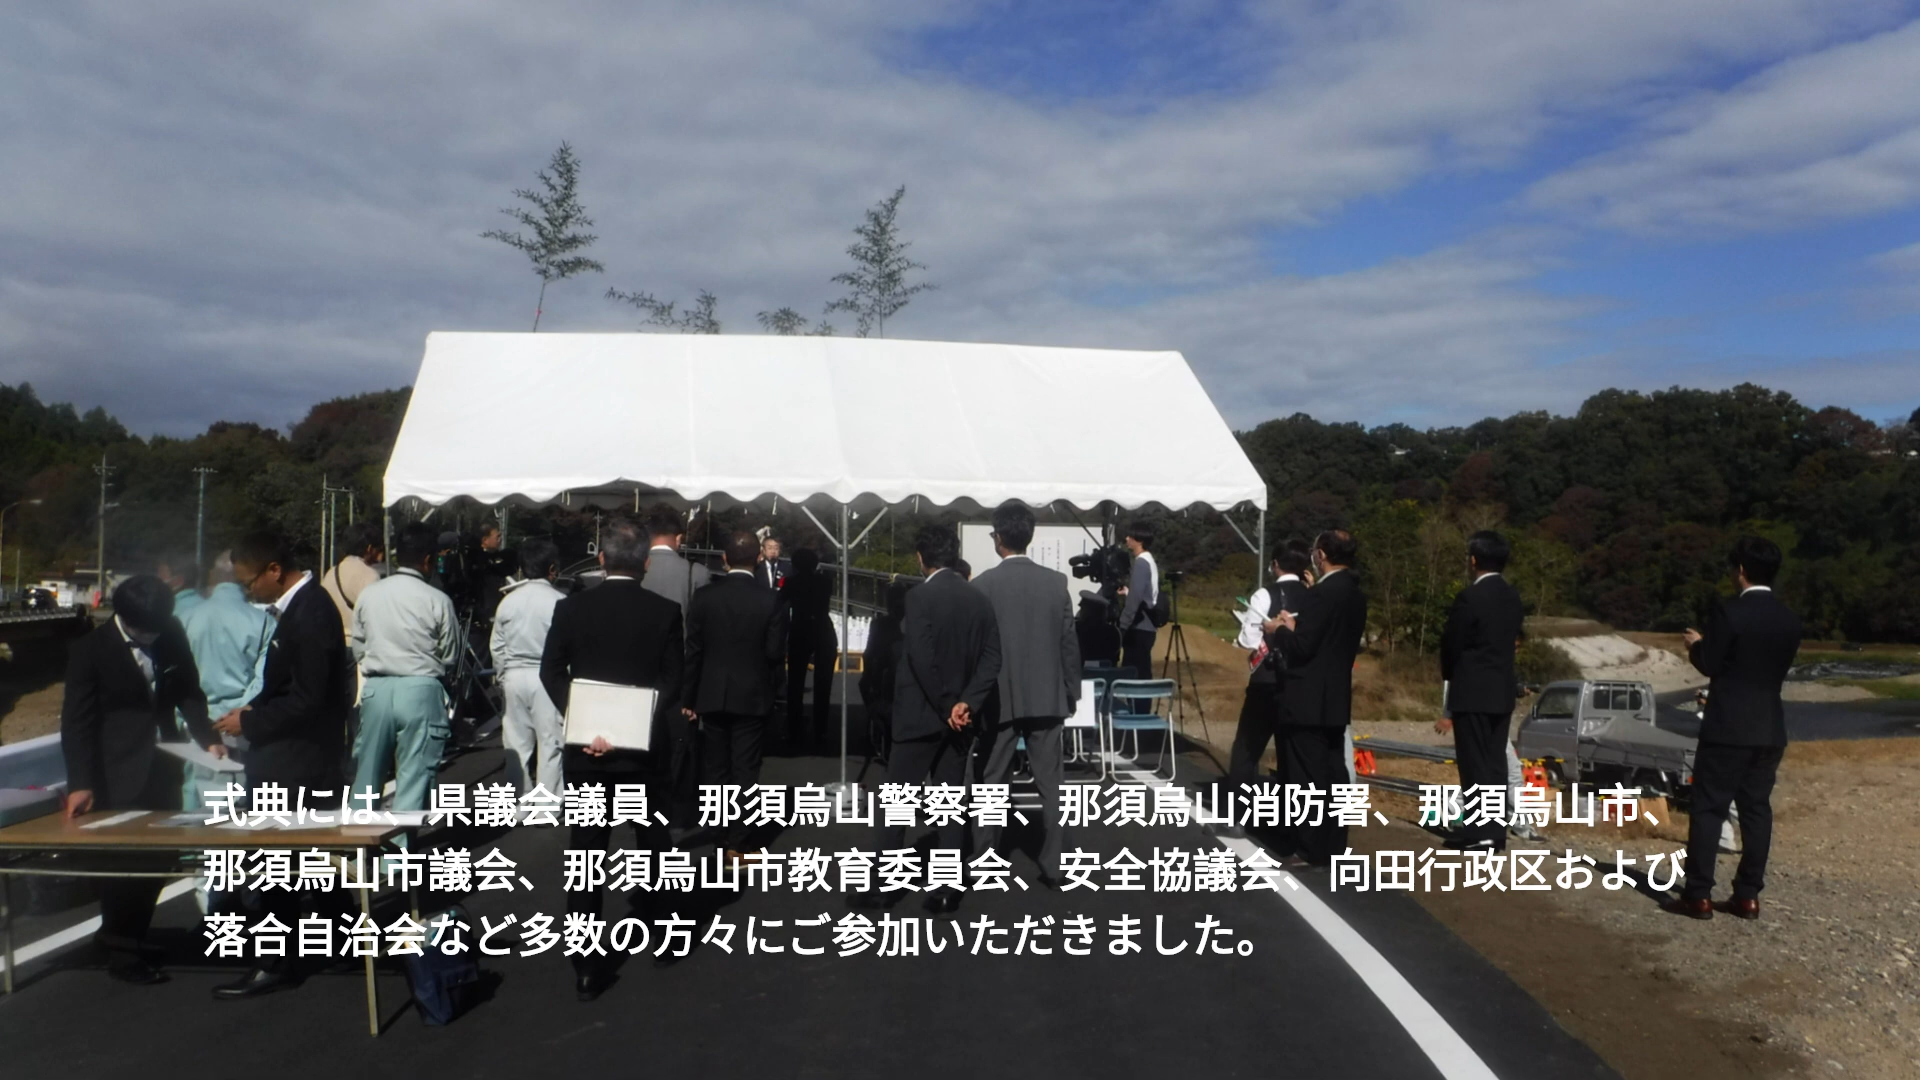 式典には、県議会議員、那須烏山警察署、那須烏山消防署、那須烏山市、
那須烏山市議会、那須烏山市教育委員会、安全協議会、向田行政区および
落合自治会など多数の方々にご参加いただきました。